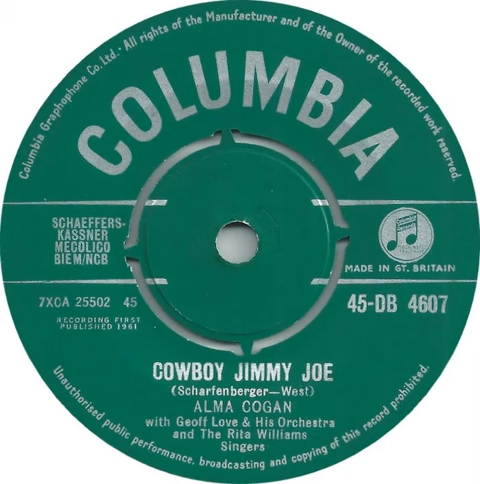 Columbia Graphophone Co. Ltd. · All rights of the Manufacturer and of the Owner of the recorded work reserved.
COLUMBIA
SCHAEFFERS-
KASSNER
MECOLICO
BIEM/NCB
MADE IN GT. BRITAIN
7XCA 25502 45
45-DB 4607
RECORDING FIRST
PUBLISHED 1961
COWBOY JIMMY JOE
(Scharfenberger—West)
ALMA COGAN
with Geoff Love & His Orchestra
and The Rita Williams
Singers
Unauthorised public performance, broadcasting and copying of this record prohibited.